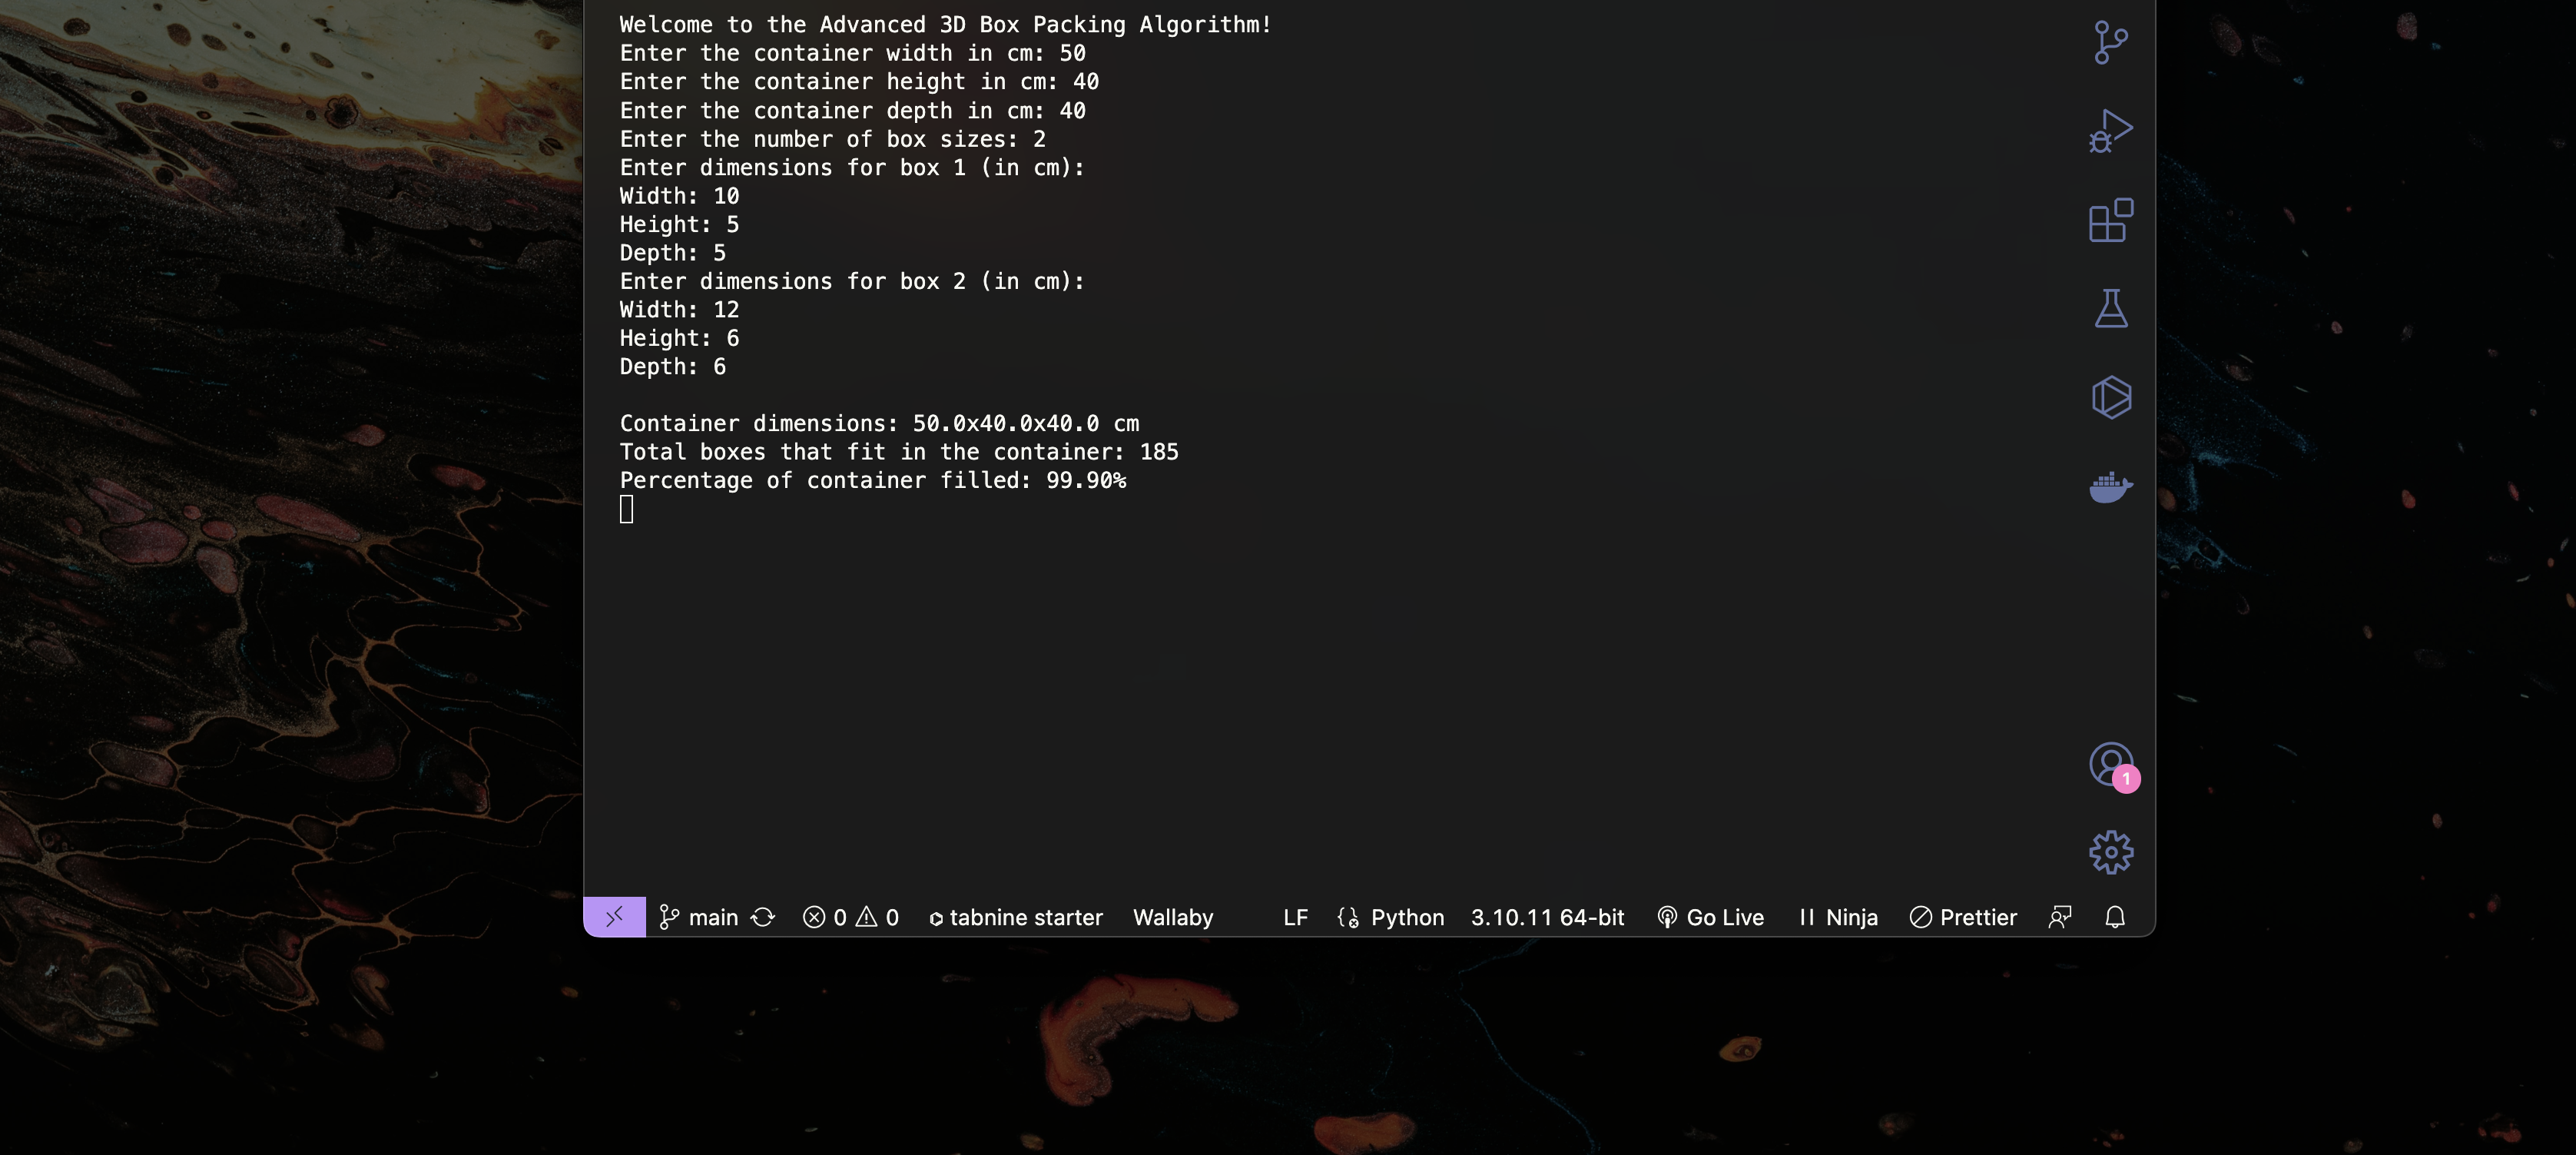 Welcome to the Advanced 3D Box Packing Algorithm!
Enter the container width in cm: 50
Enter the container height in cm: 40
Enter the container depth in cm: 40
Enter the number of box sizes: 2
Enter dimensions for box 1 (in cm):
Width: 10
Height: 5
Depth: 5
Enter dimensions for box 2 (in cm):
Width: 12
Height: 6
Depth: 6
Container dimensions: 50.0x40.0x40.0 cm
Total boxes that fit in the container: 185
Percentage of container filled: 99.90%
1
main 0 0 tabnine starter Wallaby LF Python 3.10.11 64-bit Go Live Ninja Prettier